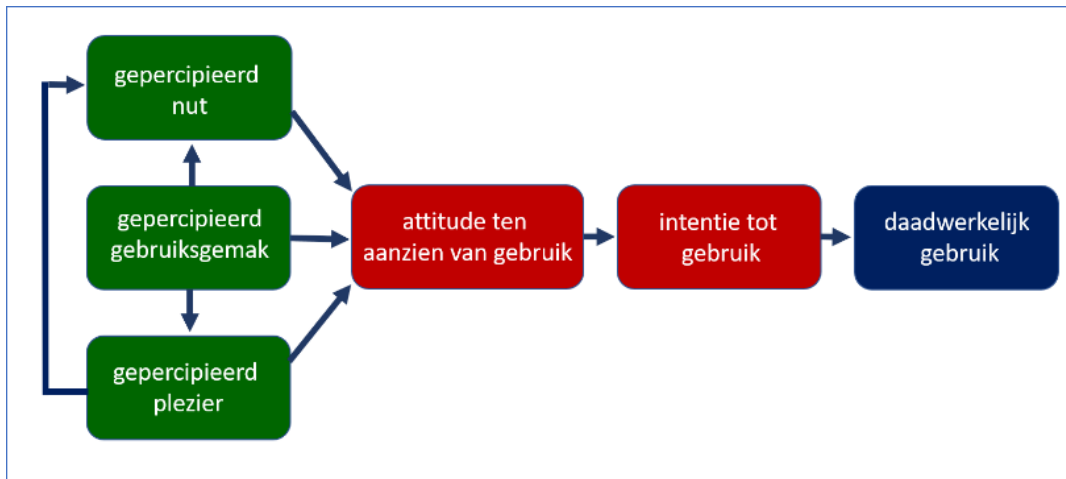 gepercipieerd
nut
gepercipieerd
gebruiksgemak
gepercipieerd
plezier
attitude ten
aanzien van gebruik
intentie tot
gebruik
daadwerkelijk
gebruik